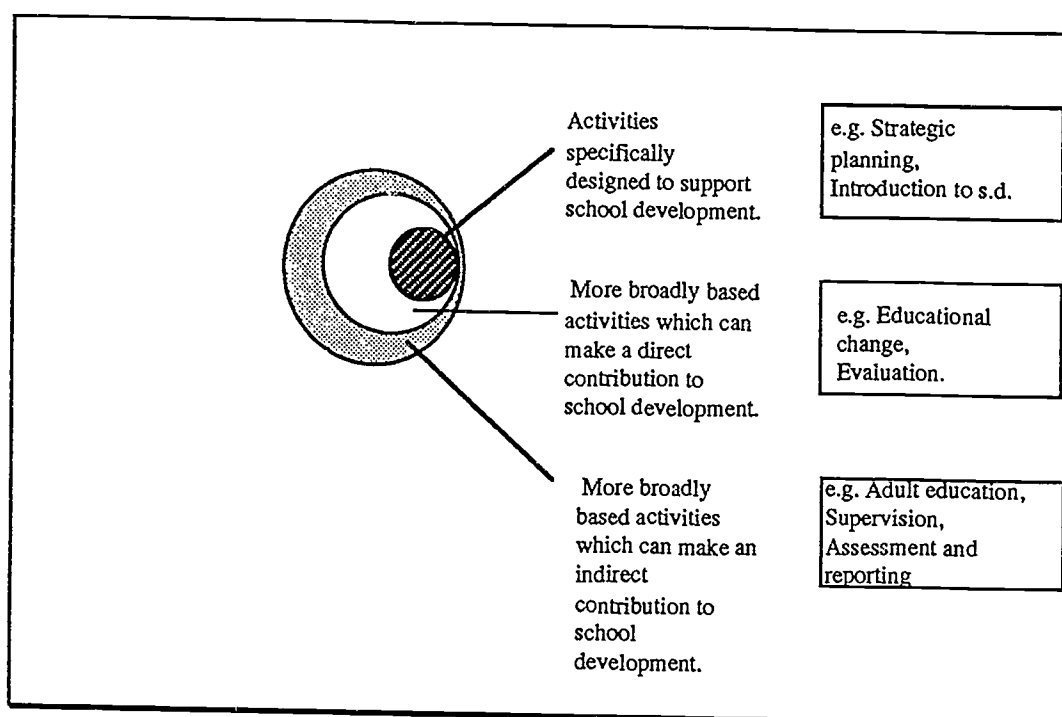 Activities
specifically
designed to support
school development.
e.g. Strategic
planning,
Introduction to s.d.
More broadly based
activities which can
make a direct
contribution to
school development.
e.g. Educational
change,
Evaluation.
More broadly
based activities
which can make an
indirect
contribution to
school
development.
e.g. Adult education,
Supervision,
Assessment and
reporting